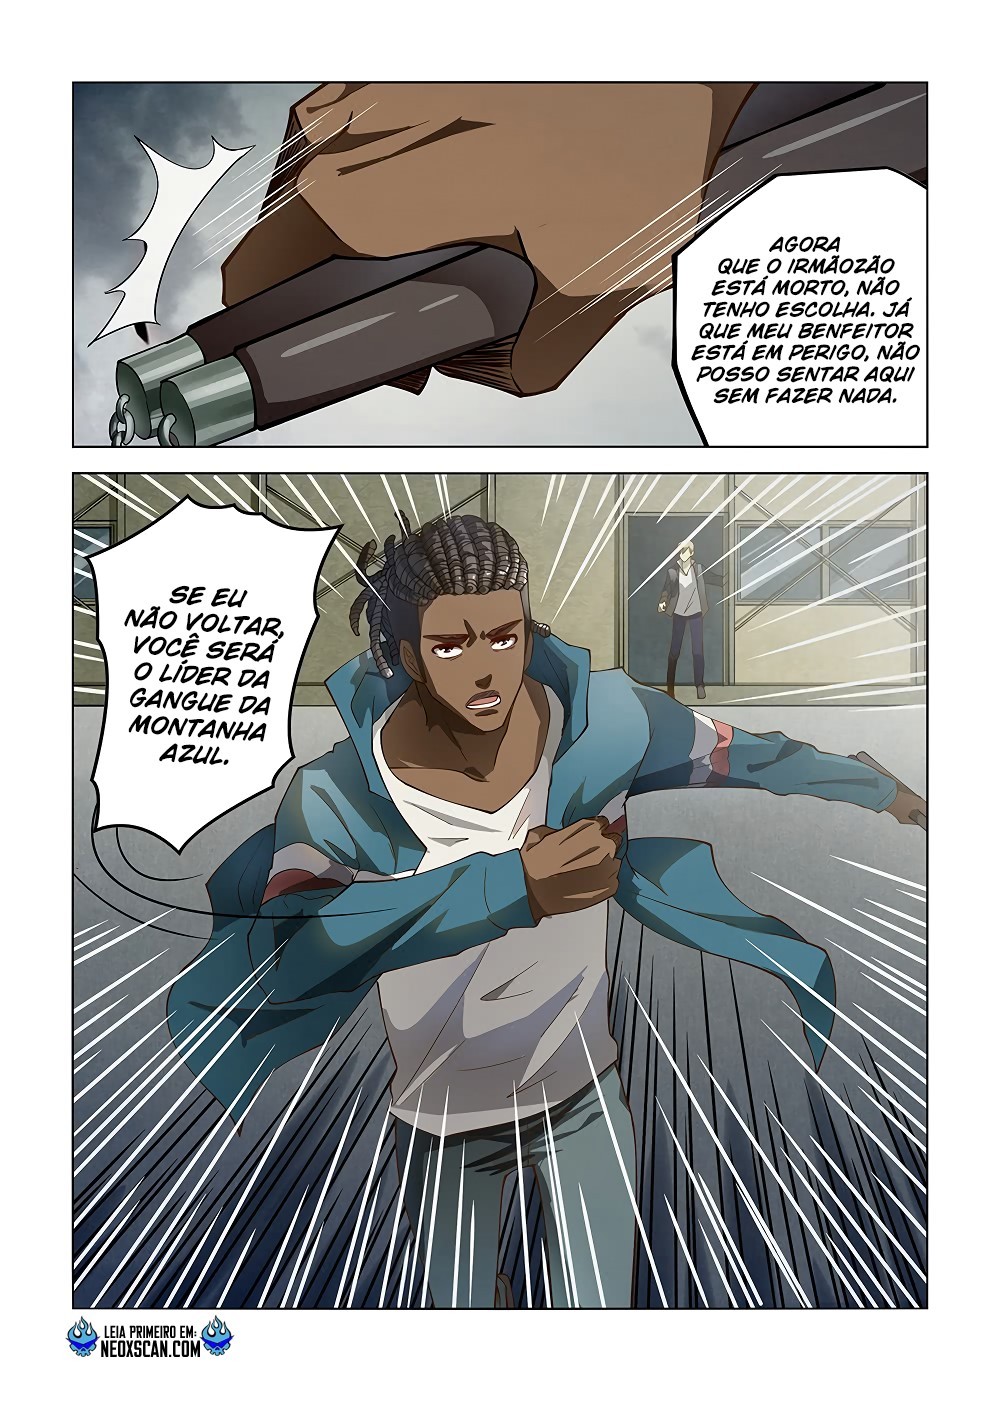 AGORA
QUE O IRMÃOZÃO
ESTÁ MORTO, NÃO
TENHO ESCOLHA. JÁ
QUE MEU BENFEITOR
ESTÁ EM PERIGO, NÃO
POSSO SENTAR AQUI
SEM FAZER NADA.
SE EU
NÃO VOLTAR,
VOCÊ SERÁ
O LÍDER DA
GANGUE DA
MONTANHA
AZUL.
LEIA PRIMEIRO EM:
NEOXSCAN.COM